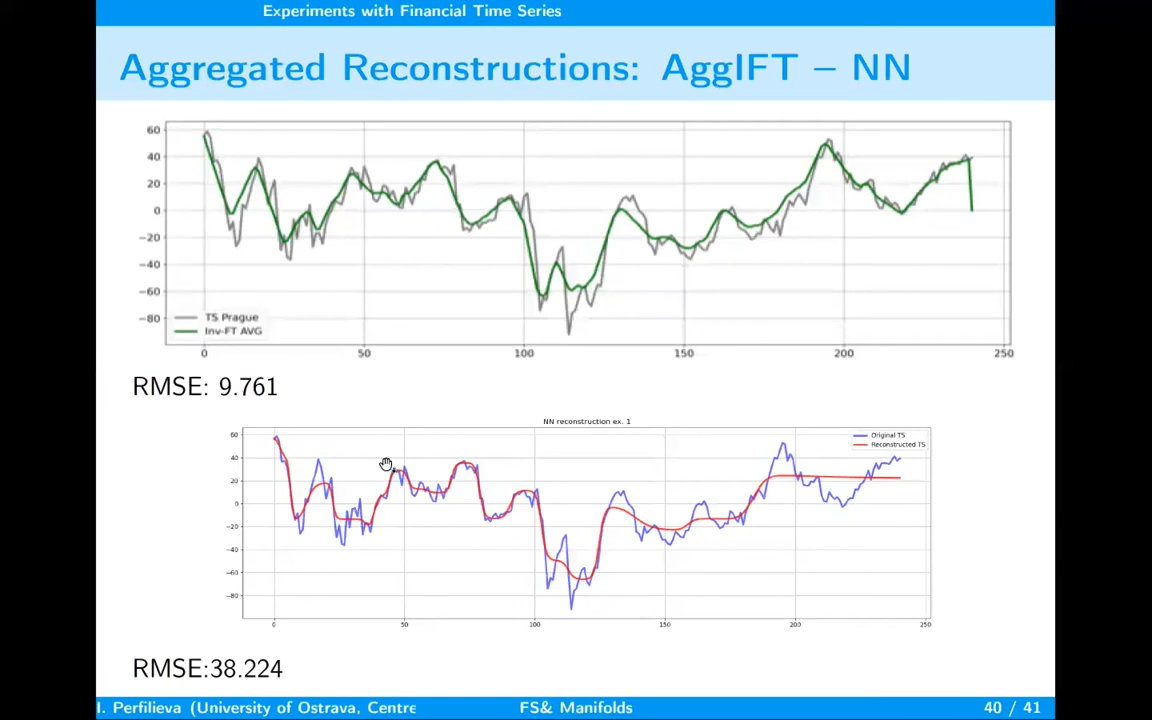 Experiments with Financial Time Series
Aggregated Reconstructions: AggIFT – NN
60
40
20
0
−20
−40
−60
−80
TS Prague
Inv-FT AVG
0 50 100 150 200 250
RMSE: 9.761
NN reconstruction ex. 1
60
40
20
0
−20
−40
−60
−80
Original TS
Reconstructed TS
0 50 100 150 200 250
RMSE:38.224
I. Perfilieva (University of Ostrava, Centre FS& Manifolds 40 / 41